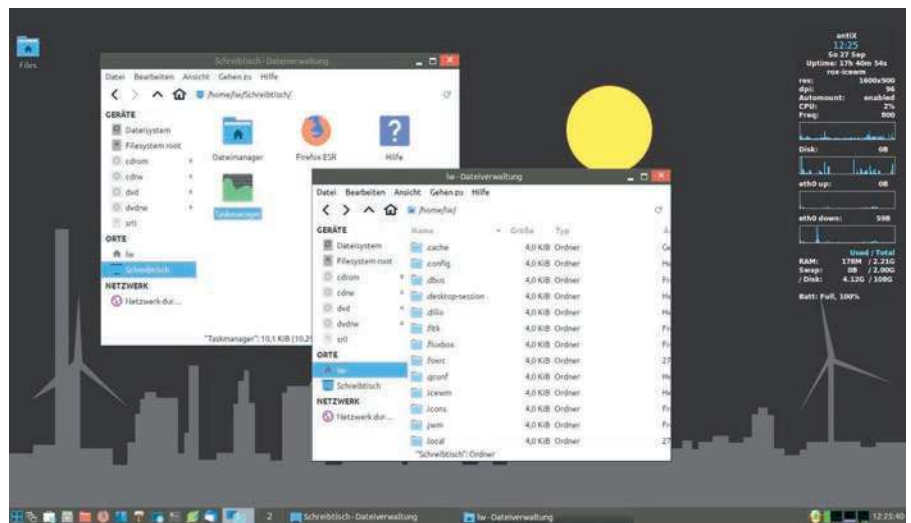 Files
Schreibtisch - Dateiverwaltung
Datei Bearbeiten Ansicht Gehen zu Hilfe
/home/lw/Schreibtisch/
GERÄTE
Dateisystem
Filesystem root
cdrom
cdrw
dvd
dvdrw
sr0
ORTE
lw
Schreibtisch
NETZWERK
Netzwerk dur...
Dateimanager
Firefox ESR
Hilfe
Taskmanager
"Taskmanager": 10,1 KiB (10,2
lw - Dateiverwaltung
Datei Bearbeiten Ansicht Gehen zu Hilfe
/home/lw/
GERÄTE
Dateisystem
Filesystem root
cdrom
cdrw
dvd
dvdrw
sr0
ORTE
lw
Schreibtisch
NETZWERK
Netzwerk dur...
Name Größe Typ
.cache 4,0 KiB Ordner
.config 4,0 KiB Ordner
.dbus 4,0 KiB Ordner
.desktop-session 4,0 KiB Ordner
.dillo 4,0 KiB Ordner
.fltk 4,0 KiB Ordner
.fluxbox 4,0 KiB Ordner
.foxrc 4,0 KiB Ordner 27
.gconf 4,0 KiB Ordner
.icewm 4,0 KiB Ordner
.icons 4,0 KiB Ordner
.jwm 4,0 KiB Ordner
.local 4,0 KiB Ordner 27
"Schreibtisch": Ordner
antiX
12:25
So 27 Sep
Uptime: 17h 40m 54s
rox-icewm
res: 1600x900
dpi: 96
Automount: enabled
CPU: 2%
Freq: 800
Disk: 0B
eth0 up: 0B
eth0 down: 59B
Used / Total
RAM: 178M / 2.21G
Swap: 0B / 2.00G
/ Disk: 4.12G / 108G
Batt: Full, 100%
2
Schreibtisch - Dateiverwaltung
lw - Dateiverwaltung
12:25:40